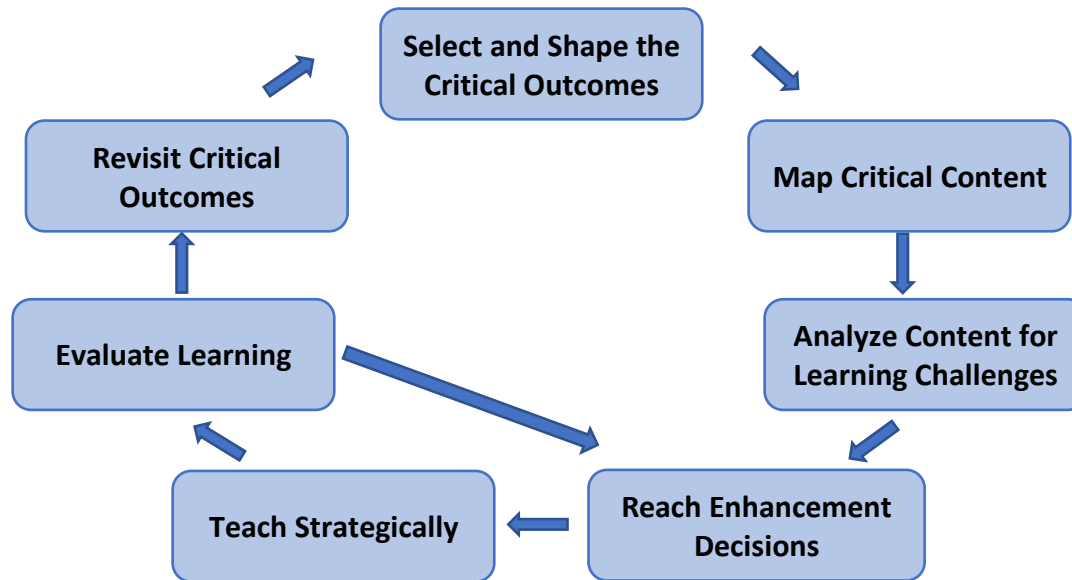 Select and Shape the
Critical Outcomes
Map Critical Content
Analyze Content for
Learning Challenges
Reach Enhancement
Decisions
Teach Strategically
Evaluate Learning
Revisit Critical
Outcomes